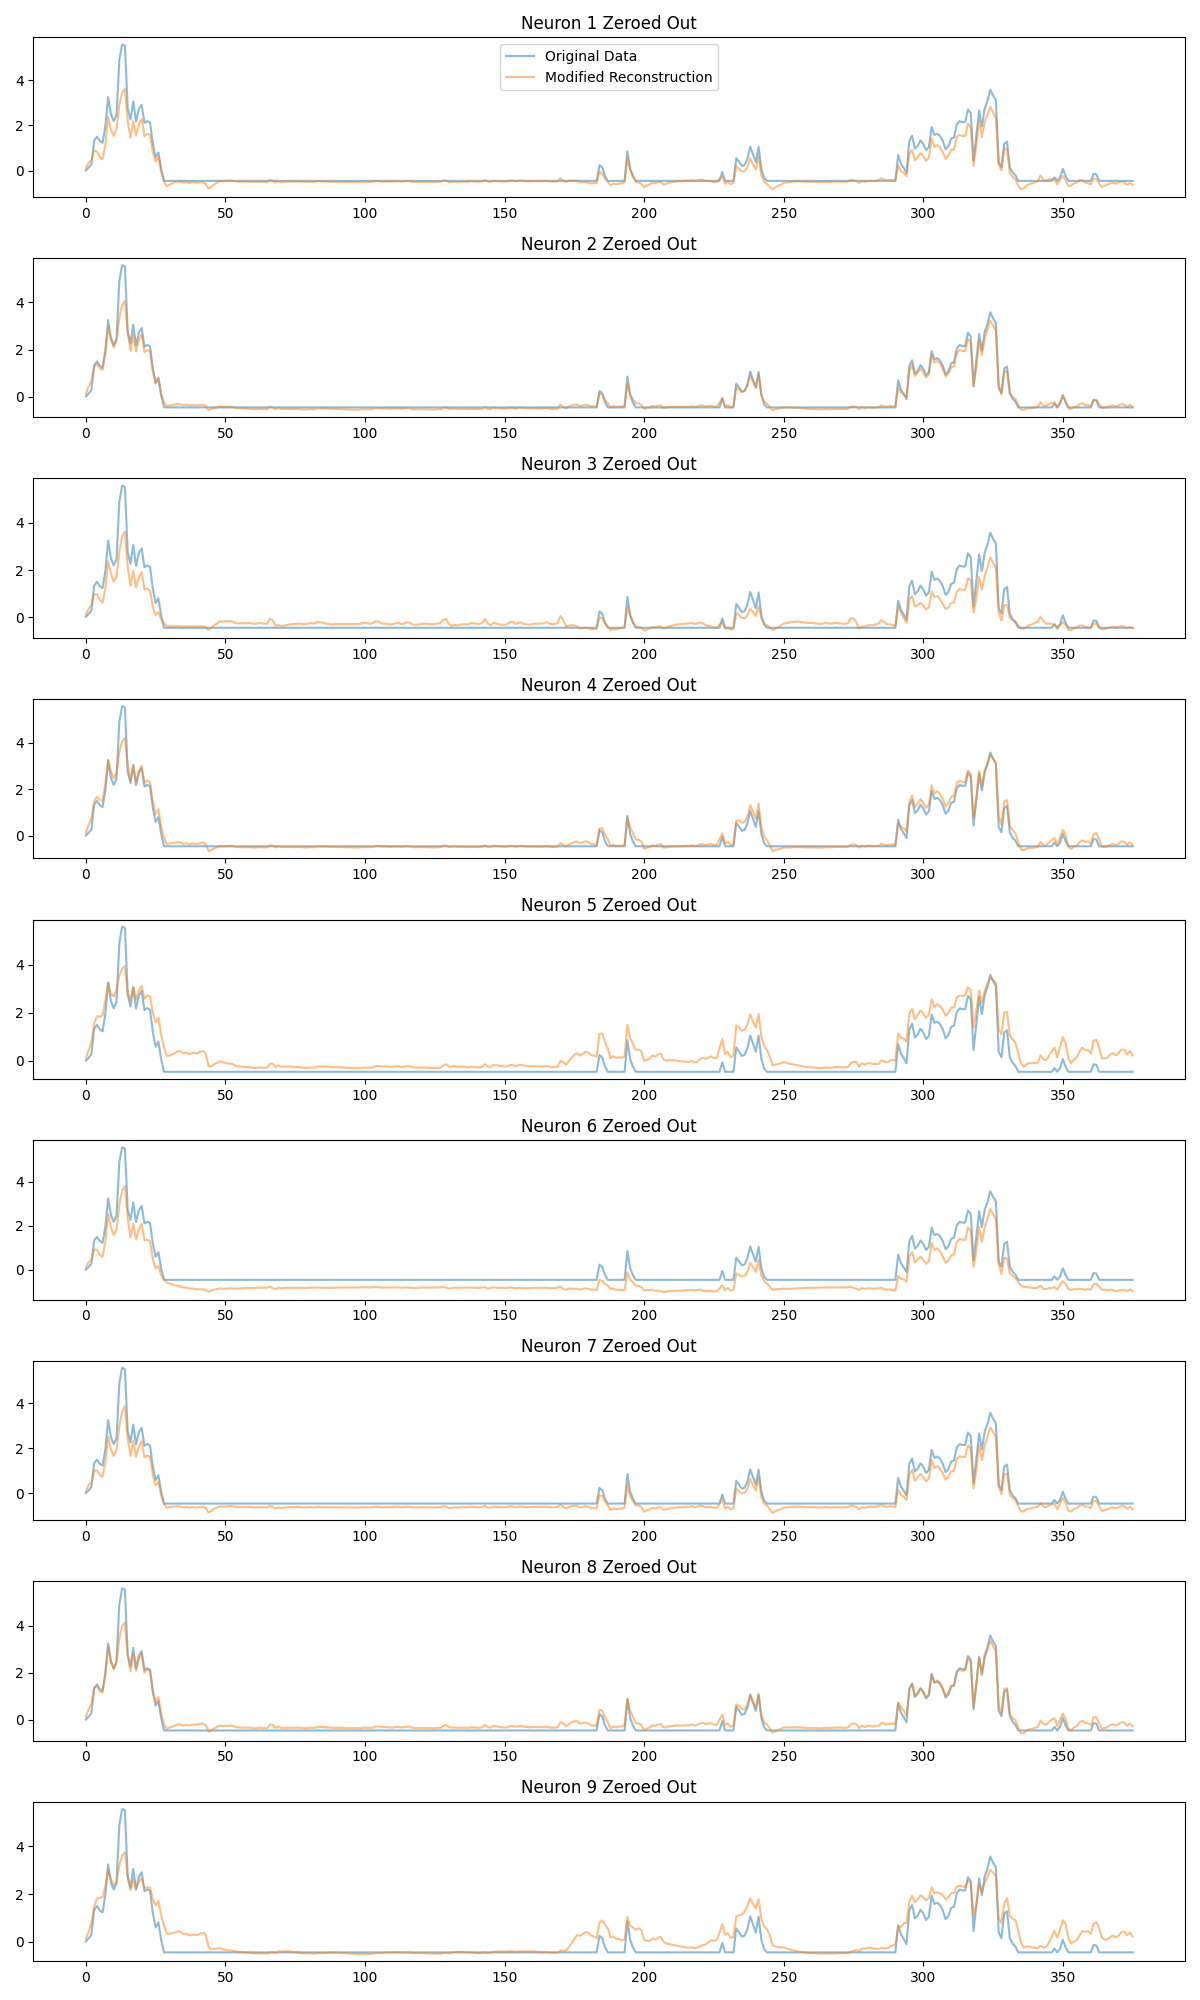 Neuron 1 Zeroed Out
Original Data
Modified Reconstruction
4
2
0
0 50 100 150 200 250 300 350
Neuron 2 Zeroed Out
4
2
0
0 50 100 150 200 250 300 350
Neuron 3 Zeroed Out
4
2
0
0 50 100 150 200 250 300 350
Neuron 4 Zeroed Out
4
2
0
0 50 100 150 200 250 300 350
Neuron 5 Zeroed Out
4
2
0
0 50 100 150 200 250 300 350
Neuron 6 Zeroed Out
4
2
0
0 50 100 150 200 250 300 350
Neuron 7 Zeroed Out
4
2
0
0 50 100 150 200 250 300 350
Neuron 8 Zeroed Out
4
2
0
0 50 100 150 200 250 300 350
Neuron 9 Zeroed Out
4
2
0
0 50 100 150 200 250 300 350